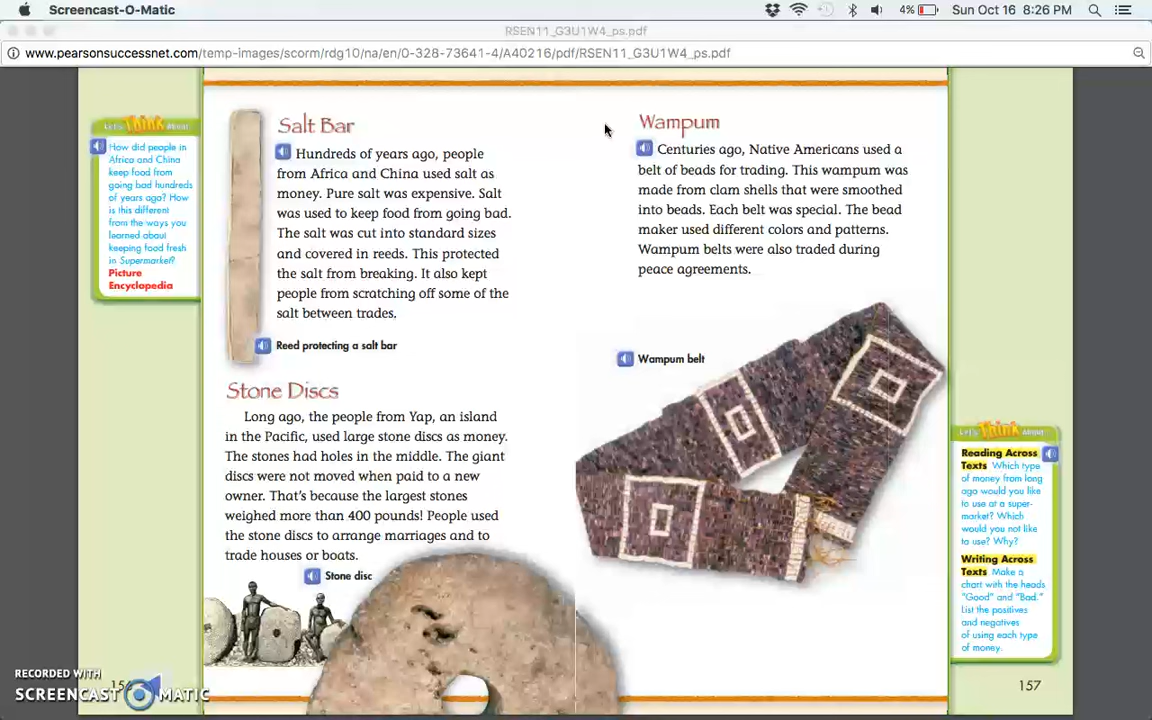 Screencast-O-Matic
4%
Sun Oct 16 8:26 PM
RSEN11_G3U1W4_ps.pdf
www.pearsonsuccessnet.com/temp-images/scorm/rdg10/na/en/0-328-73641-4/A40216/pdf/RSEN11_G3U1W4_ps.pdf
Let's Think About
How did people in
Africa and China
keep food from
going bad hundreds
of years ago? How
is this different
from the ways you
learned about
keeping food fresh
in Supermarket?
Picture
Encyclopedia
Salt Bar
Hundreds of years ago, people
from Africa and China used salt as
money. Pure salt was expensive. Salt
was used to keep food from going bad.
The salt was cut into standard sizes
and covered in reeds. This protected
the salt from breaking. It also kept
people from scratching off some of the
salt between trades.
Reed protecting a salt bar
Stone Discs
Long ago, the people from Yap, an island
in the Pacific, used large stone discs as money.
The stones had holes in the middle. The giant
discs were not moved when paid to a new
owner. That's because the largest stones
weighed more than 400 pounds! People used
the stone discs to arrange marriages and to
trade houses or boats.
Stone disc
Wampum
Centuries ago, Native Americans used a
belt of beads for trading. This wampum was
made from clam shells that were smoothed
into beads. Each belt was special. The bead
maker used different colors and patterns.
Wampum belts were also traded during
peace agreements.
Wampum belt
Let's Think About
Reading Across
Texts Which type
of money from long
ago would you like
to use at a super-
market? Which
would you not like
to use? Why?
Writing Across
Texts Make a
chart with the heads
"Good" and "Bad."
List the positives
and negatives
of using each type
of money.
157
RECORDED WITH
SCREENCAST-O-MATIC